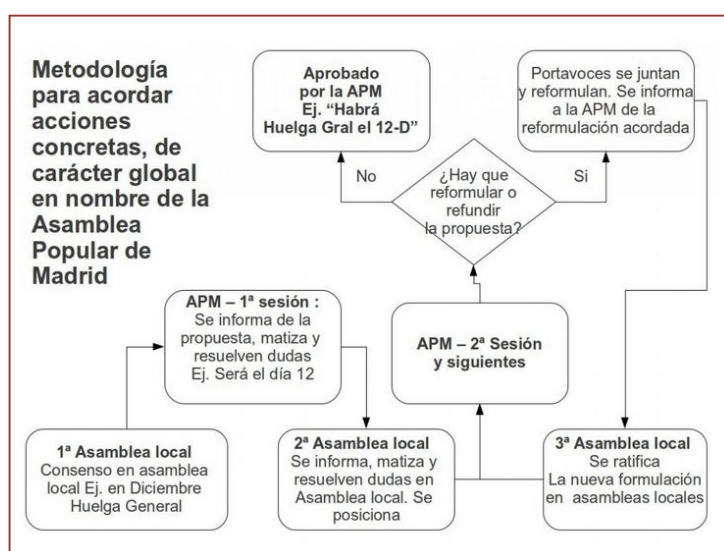 Metodología
para acordar
acciones
concretas, de
carácter global
en nombre de la
Asamblea
Popular de
Madrid
Aprobado
por la APM
Ej. “Habrá
Huelga Gral el 12-D”
Portavoces se juntan
y reformulan. Se informa
a la APM de la
reformulación acordada
No
¿Hay que
reformular o
refundir
la propuesta?
Si
APM – 1ª sesión :
Se informa de la
propuesta, matiza y
resuelven dudas
Ej. Será el día 12
APM – 2ª Sesión
y siguientes
1ª Asamblea local
Consenso en asamblea
local Ej. en Diciembre
Huelga General
2ª Asamblea local
Se informa, matiza y
resuelven dudas en
Asamblea local. Se
posiciona
3ª Asamblea local
Se ratifica
La nueva formulación
en asambleas locales